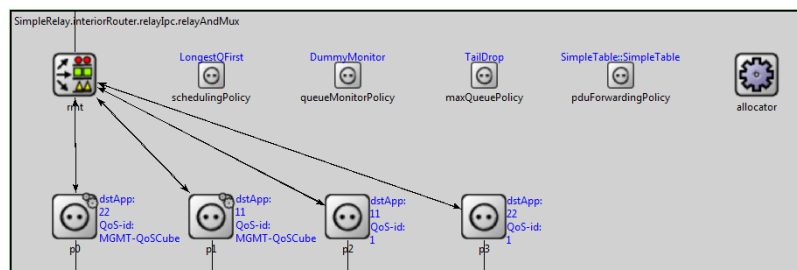 SimpleRelay.interiorRouter.relayIpc.relayAndMux
LongestQFirst
DummyMonitor
TailDrop
SimpleTable::SimpleTable
schedulingPolicy
queueMonitorPolicy
maxQueuePolicy
pduForwardingPolicy
allocator
rmt
dstApp:
22
QoS-id:
MGMT-QoSCube
p0
dstApp:
11
QoS-id:
MGMT-QoSCube
p1
dstApp:
11
QoS-id:
1
p2
dstApp:
22
QoS-id:
1
p3